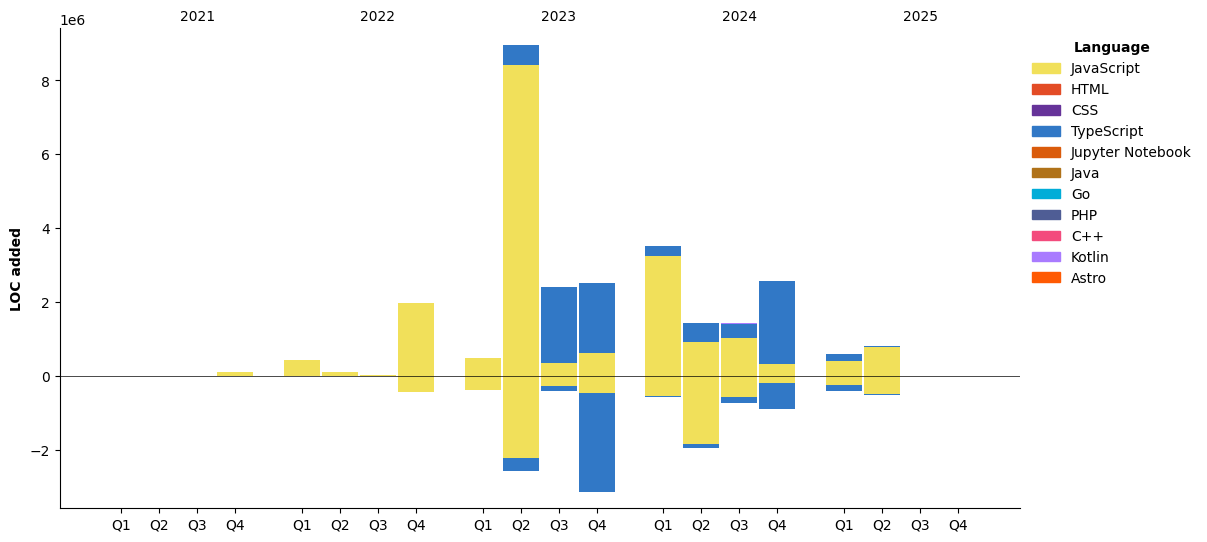 2021 2022 2023 2024 2025
1e6
8
6
4
2
0
−2
LOC added
Q1 Q2 Q3 Q4 Q1 Q2 Q3 Q4 Q1 Q2 Q3 Q4 Q1 Q2 Q3 Q4 Q1 Q2 Q3 Q4
Language
JavaScript
HTML
CSS
TypeScript
Jupyter Notebook
Java
Go
PHP
C++
Kotlin
Astro